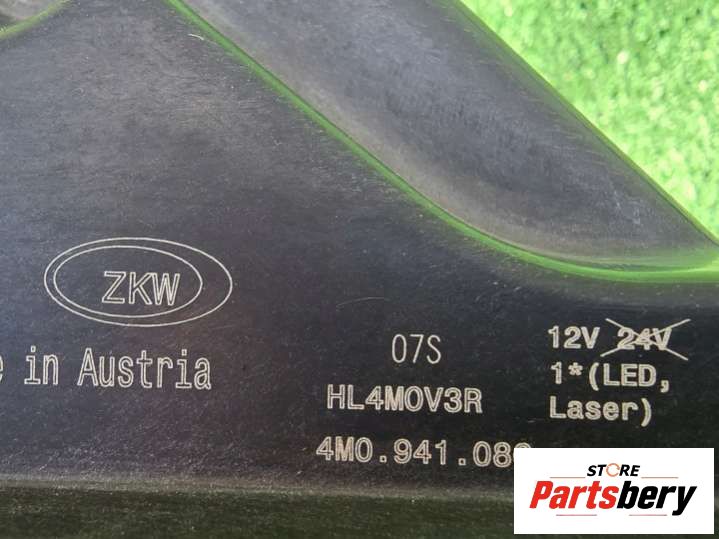 ZKW
in Austria
07S
HL4M0V3R
12V 24V
1*(LED,
Laser)
4M0.941.08
STORE
Partsbery